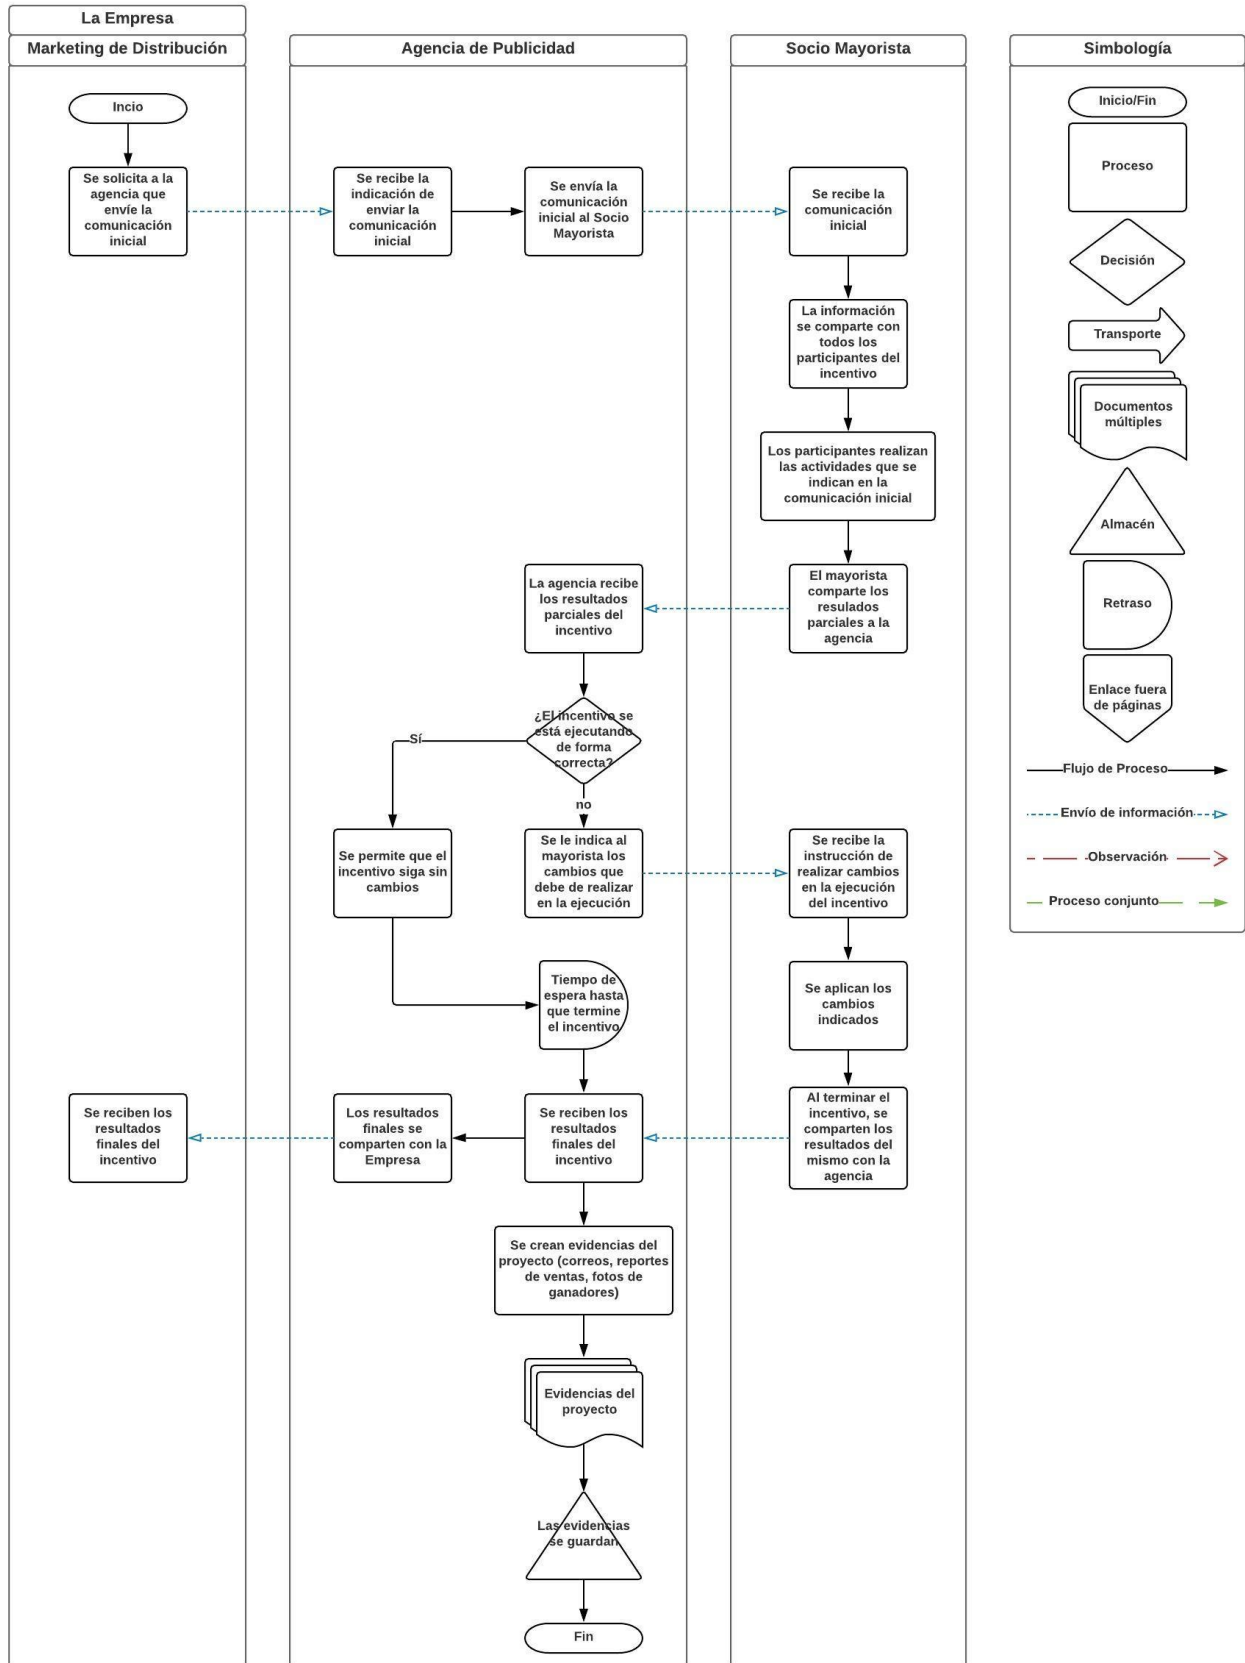 La Empresa
Marketing de Distribución
Agencia de Publicidad
Socio Mayorista
Simbología
Incio
Se solicita a la
agencia que
envíe la
comunicación
inicial
Se recibe la
indicación de
enviar la
comunicación
inicial
Se envía la
comunicación
inicial al Socio
Mayorista
Se recibe la
comunicación
inicial
La información
se comparte con
todos los
participantes del
incentivo
Los participantes realizan
las actividades que se
indican en la
comunicación inicial
El mayorista
comparte los
resulados
parciales a la
agencia
La agencia recibe
los resultados
parciales del
incentivo
¿El incentivo se
está ejecutando
de forma
correcta?
Sí
no
Se permite que el
incentivo siga sin
cambios
Se le indica al
mayorista los
cambios que
debe de realizar
en la ejecución
Se recibe la
instrucción de
realizar cambios
en la ejecución
del incentivo
Tiempo de
espera hasta
que termine
el incentivo
Se aplican los
cambios
indicados
Al terminar el
incentivo, se
comparten los
resultados del
mismo con la
agencia
Se reciben los
resultados
finales del
incentivo
Los resultados
finales se
comparten con la
Empresa
Se reciben los
resultados
finales del
incentivo
Se crean evidencias del
proyecto (correos, reportes
de ventas, fotos de
ganadores)
Evidencias del
proyecto
Las evidencias
se guardan
Fin
Inicio/Fin
Proceso
Decisión
Transporte
Documentos
múltiples
Almacén
Retraso
Enlace fuera
de páginas
Flujo de Proceso
Envío de información
Observación
Proceso conjunto